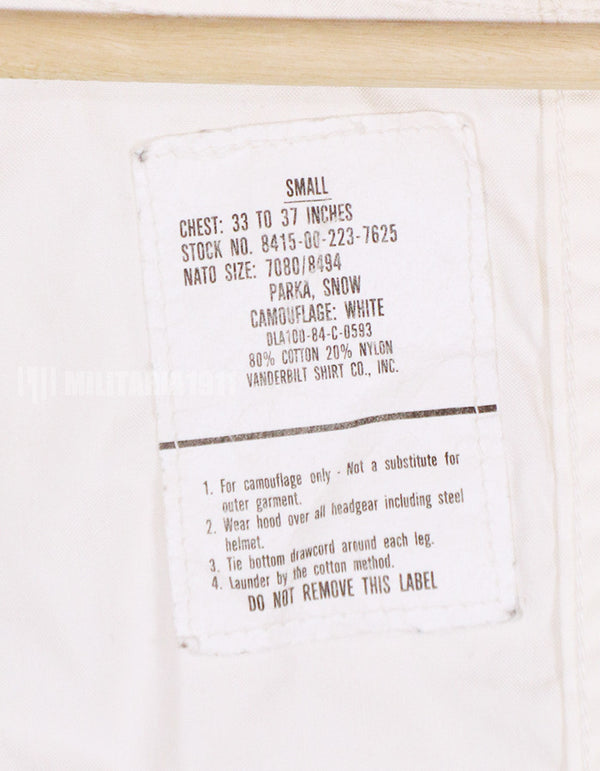 SMALL
CHEST: 33 TO 37 INCHES
STOCK NO. 8415-00-223-7625
NATO SIZE: 7080/8494
PARKA, SNOW
CAMOUFLAGE: WHITE
DLA100-84-C-0593
80% COTTON 20% NYLON
VANDERBILT SHIRT CO., INC.
MILITARIA1911
1. For camouflage only - Not a substitute for
outer garment.
2. Wear hood over all headgear including steel
helmet.
3. Tie bottom drawcord around each leg.
4. Launder by the cotton method.
DO NOT REMOVE THIS LABEL